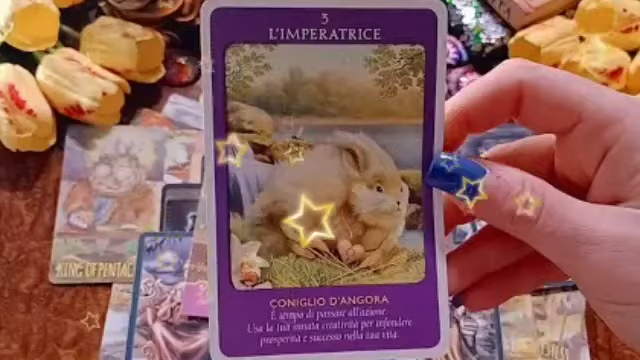 3
L'IMPERATRICE
KING OF PENTAC
CONIGLIO D'ANGORA
È tempo di passare all'azione.
Usa la tua innata creatività per infondere
prosperità e successo nella tua vita.